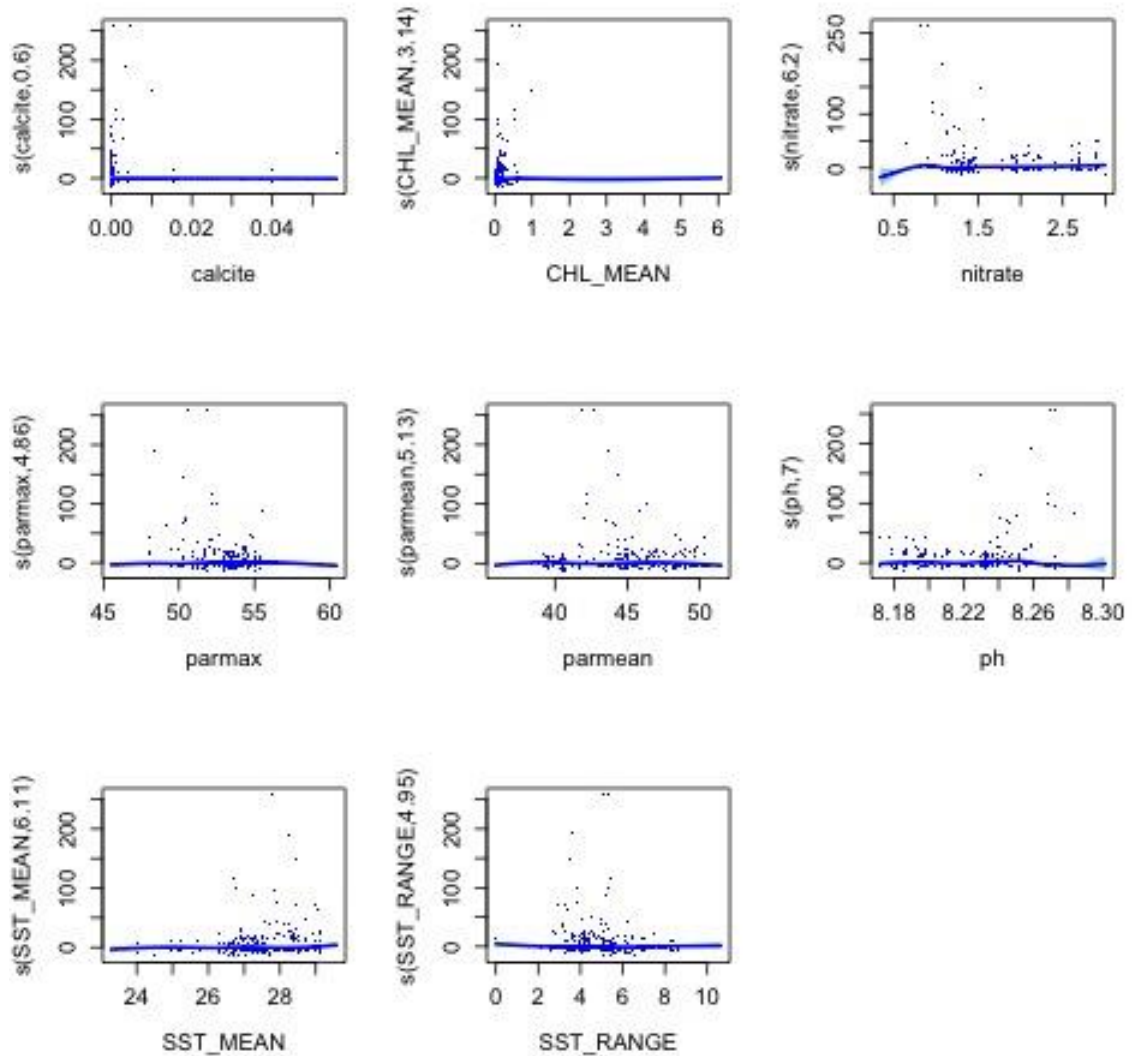 s(calcite,0.6)
200
100
0
0.00 0.02 0.04
calcite
s(CHL_MEAN,3.14)
200
100
0
0 1 2 3 4 5 6
CHL_MEAN
s(nitrate,6.2)
250
100
0
0.5 1.5 2.5
nitrate
s(parmax,4.86)
200
100
0
45 50 55 60
parmax
s(parmean,5.13)
200
100
0
40 45 50
parmean
s(ph,7)
200
100
0
8.18 8.22 8.26 8.30
ph
s(SST_MEAN,6.11)
200
100
0
24 26 28
SST_MEAN
s(SST_RANGE,4.95)
200
100
0
0 2 4 6 8 10
SST_RANGE